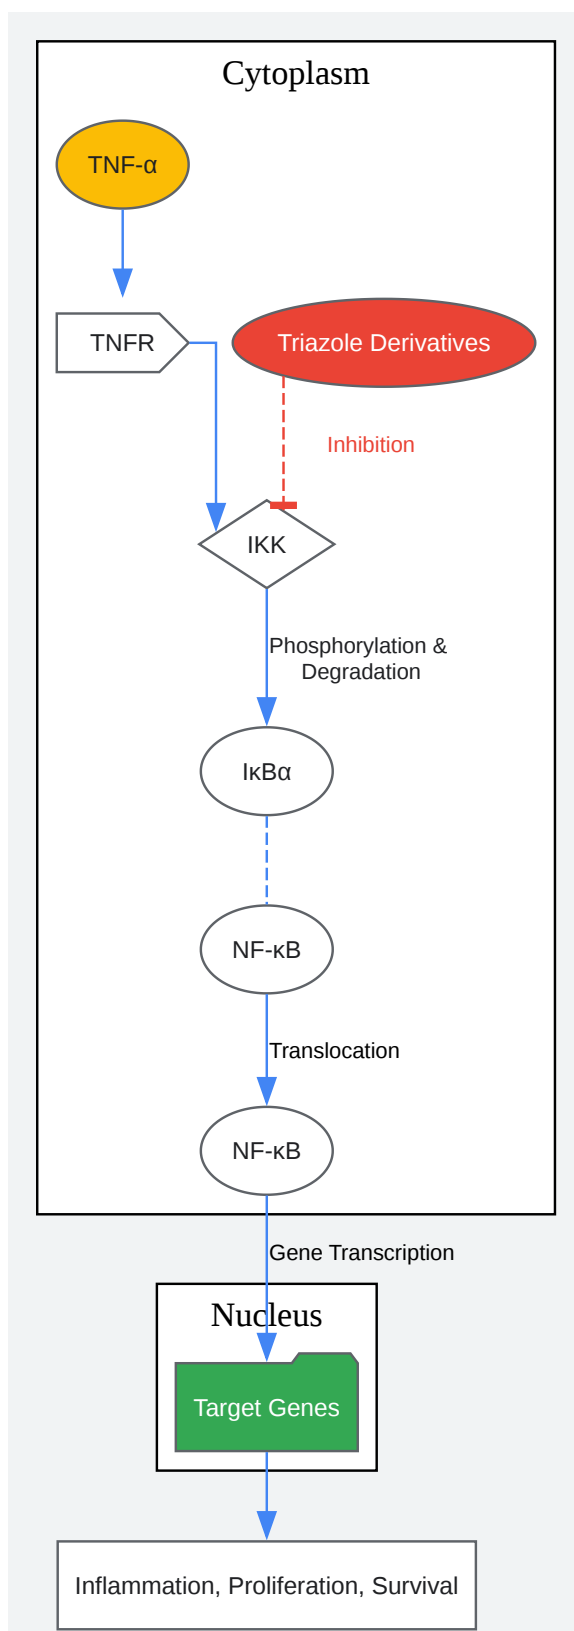 Cytoplasm
TNF-α
TNFR
Triazole Derivatives
Inhibition
IKK
Phosphorylation &
Degradation
IκBα
NF-κB
Translocation
NF-κB
Gene Transcription
Nucleus
Target Genes
Inflammation, Proliferation, Survival